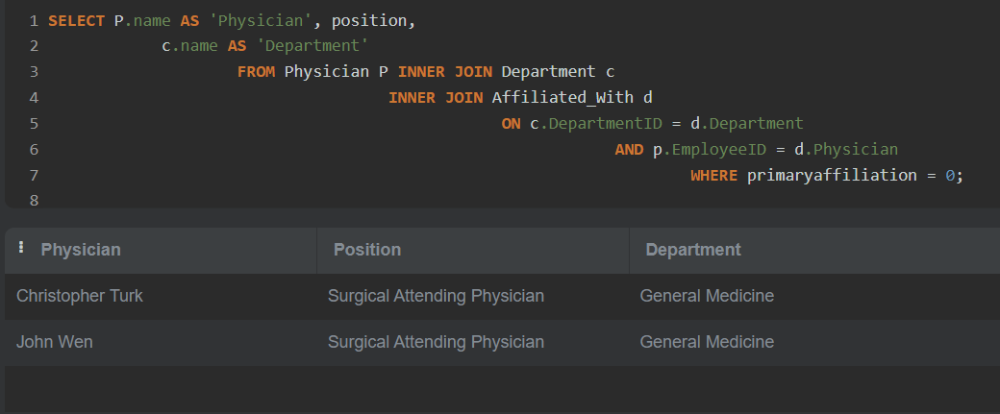 1 SELECT P.name AS 'Physician', position,
2 c.name AS 'Department'
3 FROM Physician P INNER JOIN Department c
4 INNER JOIN Affiliated_With d
5 ON c.DepartmentID = d.Department
6 AND p.EmployeeID = d.Physician
7 WHERE primaryaffiliation = 0;
8
Physician Position Department
Christopher Turk Surgical Attending Physician General Medicine
John Wen Surgical Attending Physician General Medicine